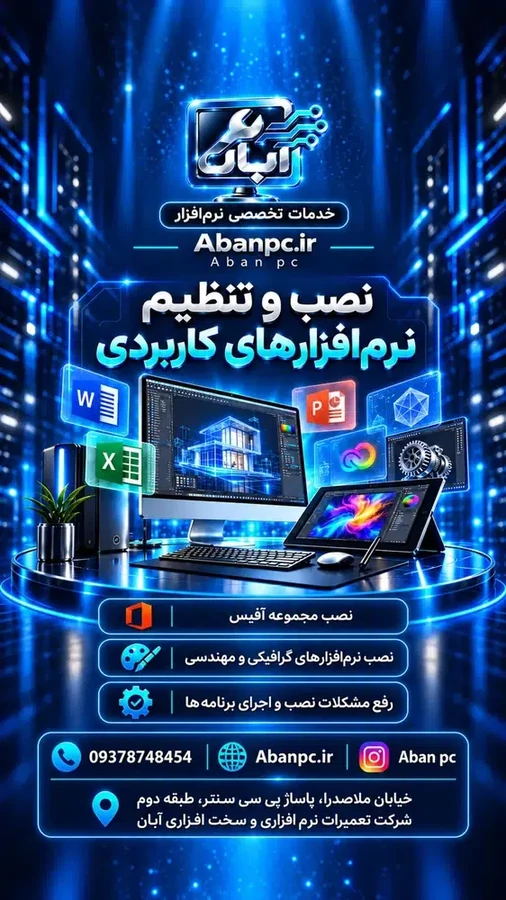 آبان
خدمات تخصصی نرم‌افزار
Abanpc.ir
Aban pc
نصب و تنظیم
نرم‌افزارهای کاربردی
W
P
X
نصب مجموعه آفیس
نصب نرم‌افزارهای گرافیکی و مهندسی
رفع مشکلات نصب و اجرای برنامه‌ها
09378748454
Abanpc.ir
Aban pc
خیابان ملاصدرا، پاساژ پی سی سنتر، طبقه دوم
شرکت تعمیرات نرم افزاری و سخت افزاری آبان